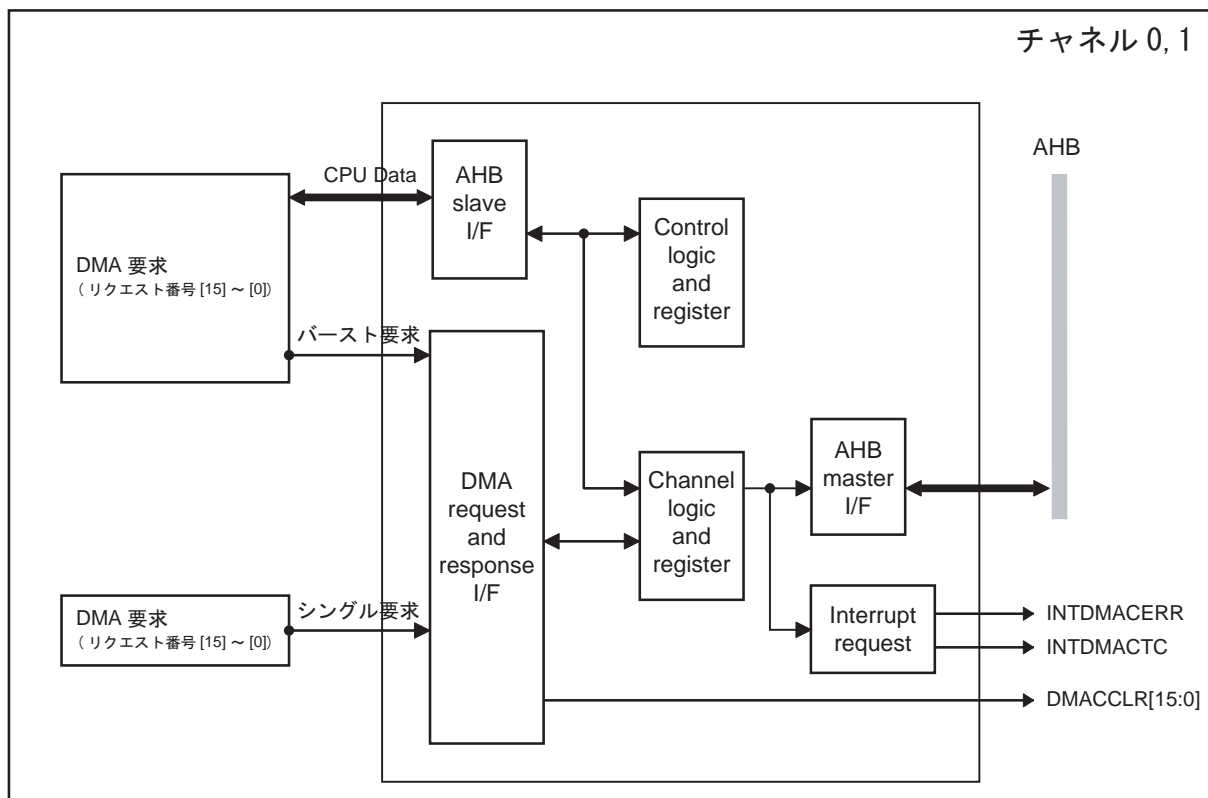 チャネル 0, 1
AHB
CPU Data
AHB
slave
I/F
Control
logic
and
register
DMA 要求
( リクエスト番号 [15] ~ [0])
バースト要求
DMA
request
and
response
I/F
Channel
logic
and
register
AHB
master
I/F
DMA 要求
( リクエスト番号 [15] ~ [0])
シングル要求
Interrupt
request
INTDMACERR
INTDMACTC
DMACCLR[15:0]